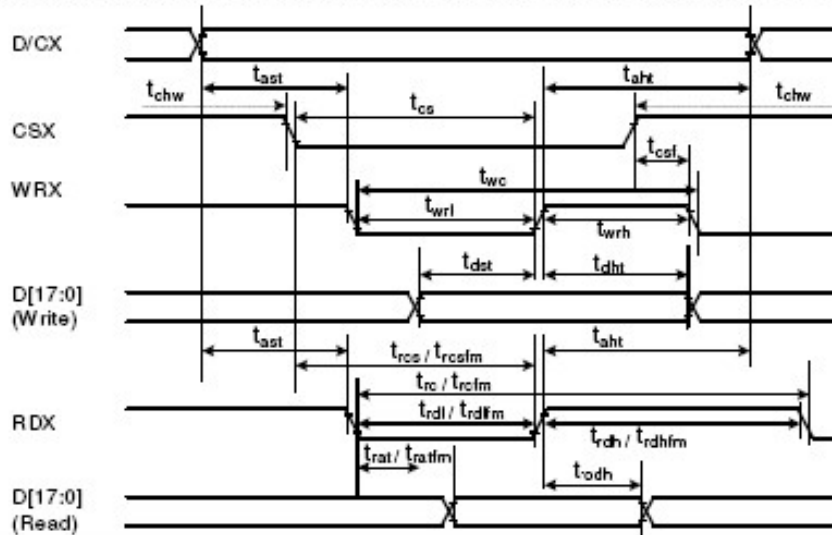 D/CX
tast
taht
tchw
tcs
tchw
CSX
tcsf
WRX
twc
twrl
twrh
tdst
tdht
D[17:0]
(Write)
tast
trcs / trcsfm
taht
trc / trcfm
RDX
trdl / trdlfm
trdh / trdhfm
trat / tratfm
trodh
D[17:0]
(Read)